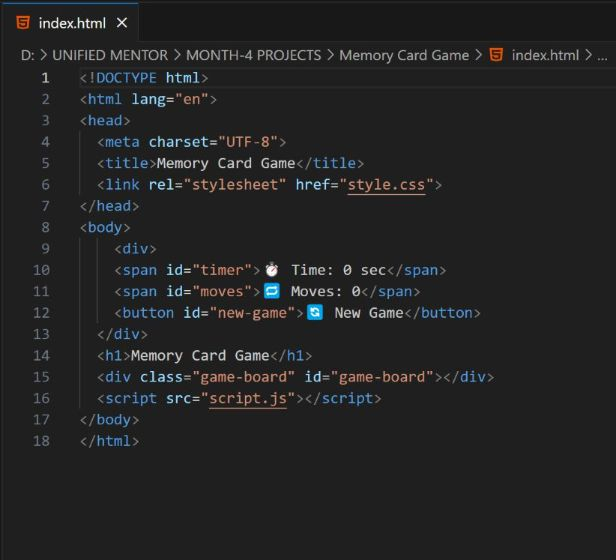 index.html ×
D: > UNIFIED MENTOR > MONTH-4 PROJECTS > Memory Card Game > index.html > ...
1 <!DOCTYPE html>
2 <html lang="en">
3 <head>
4 <meta charset="UTF-8">
5 <title>Memory Card Game</title>
6 <link rel="stylesheet" href="style.css">
7 </head>
8 <body>
9 <div>
10 <span id="timer">⏱️ Time: 0 sec</span>
11 <span id="moves">🔁 Moves: 0</span>
12 <button id="new-game">🔄 New Game</button>
13 </div>
14 <h1>Memory Card Game</h1>
15 <div class="game-board" id="game-board"></div>
16 <script src="script.js"></script>
17 </body>
18 </html>